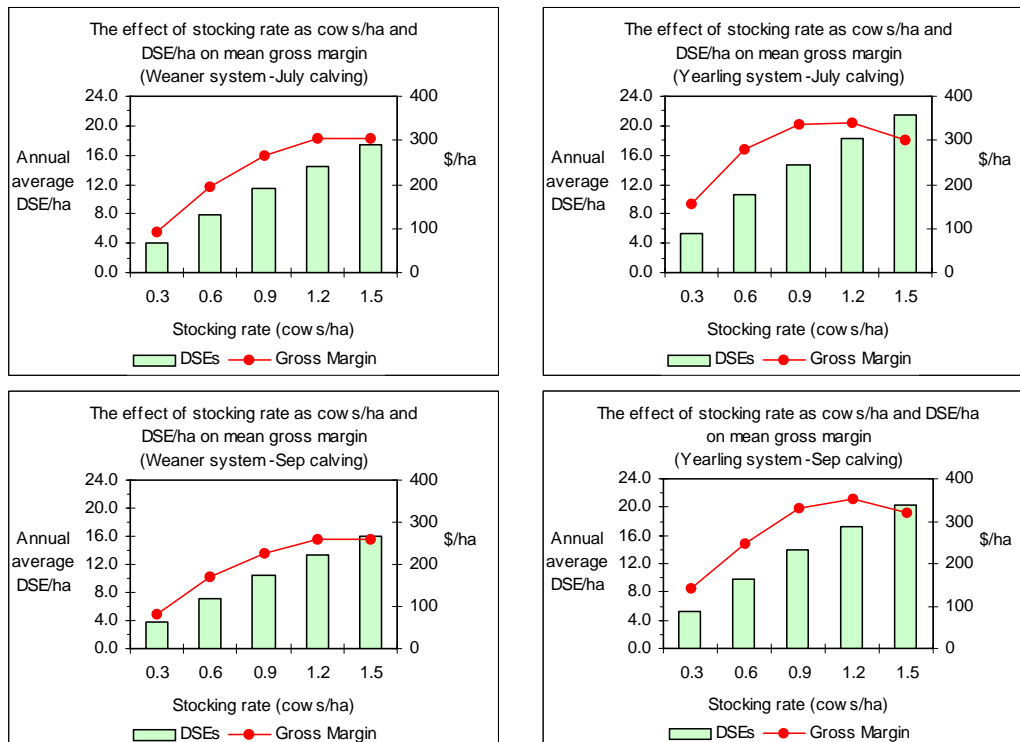 The effect of stocking rate as cows/ha and
DSE/ha on mean gross margin
(Weaner system -July calving)
24.0
20.0
16.0
12.0
8.0
4.0
0.0
Annual
average
DSE/ha
400
300
200
100
0
$/ha
0.3 0.6 0.9 1.2 1.5
Stocking rate (cows/ha)
DSEs Gross Margin
The effect of stocking rate as cows/ha and
DSE/ha on mean gross margin
(Yearling system -July calving)
24.0
20.0
16.0
12.0
8.0
4.0
0.0
Annual
average
DSE/ha
400
300
200
100
0
$/ha
0.3 0.6 0.9 1.2 1.5
Stocking rate (cows/ha)
DSEs Gross Margin
The effect of stocking rate as cows/ha and
DSE/ha on mean gross margin
(Weaner system -Sep calving)
24.0
20.0
16.0
12.0
8.0
4.0
0.0
Annual
average
DSE/ha
400
300
200
100
0
$/ha
0.3 0.6 0.9 1.2 1.5
Stocking rate (cows/ha)
DSEs Gross Margin
The effect of stocking rate as cows/ha and DSE/ha
on mean gross margin
(Yearling system -Sep calving)
24.0
20.0
16.0
12.0
8.0
4.0
0.0
Annual
average
DSE/ha
400
300
200
100
0
$/ha
0.3 0.6 0.9 1.2 1.5
Stocking rate (cows/ha)
DSEs Gross Margin